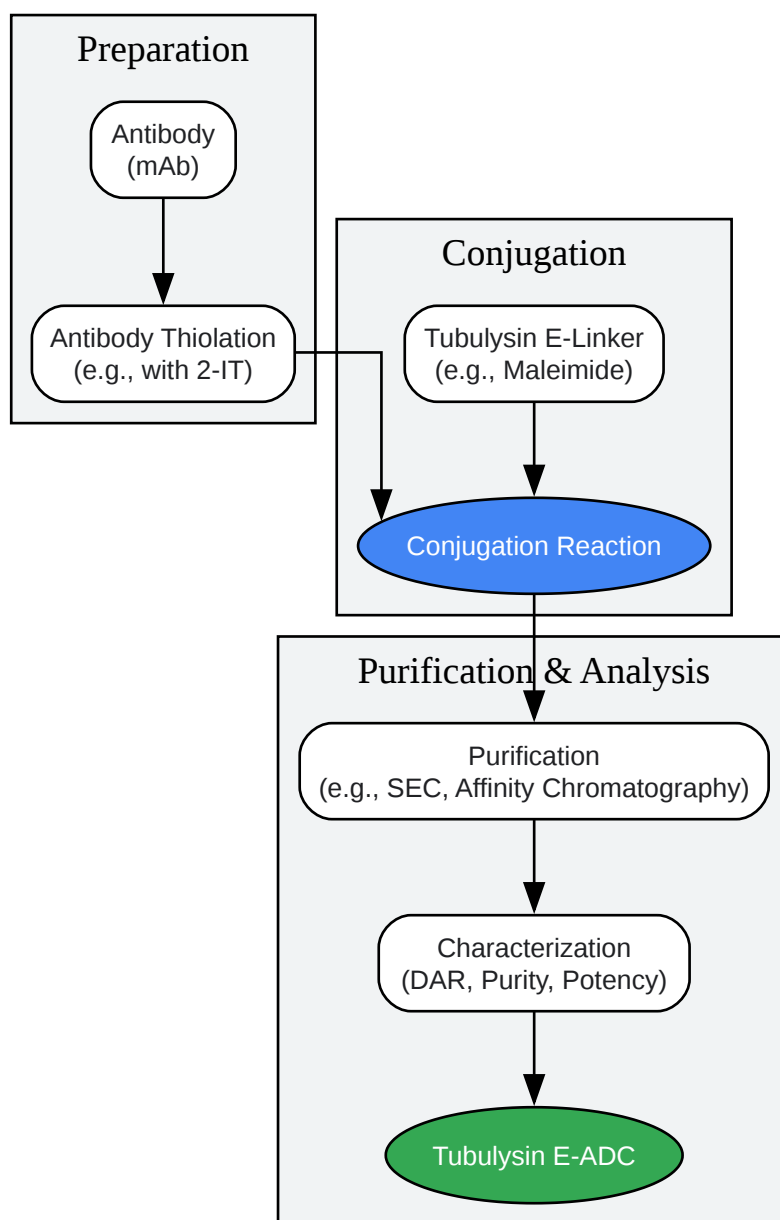 Preparation
Antibody
(mAb)
Antibody Thiolation
(e.g., with 2-IT)
Conjugation
Tubulysin E-Linker
(e.g., Maleimide)
Conjugation Reaction
Purification & Analysis
Purification
(e.g., SEC, Affinity Chromatography)
Characterization
(DAR, Purity, Potency)
Tubulysin E-ADC